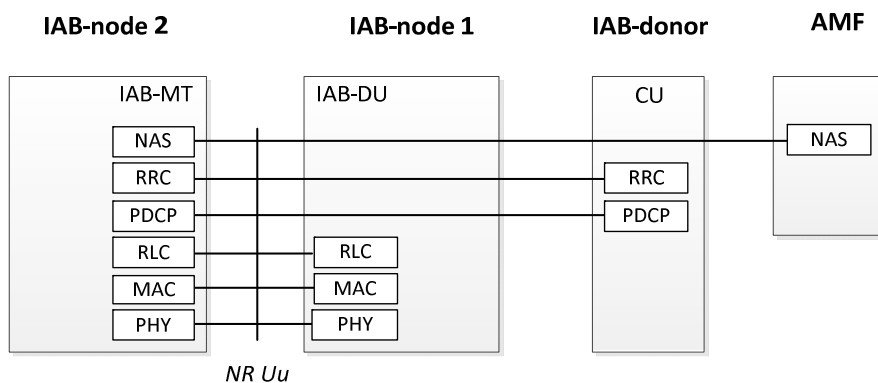 IAB-node 2 IAB-node 1 IAB-donor AMF
IAB-MT IAB-DU CU
NAS NAS
RRC RRC
PDCP PDCP
RLC RLC
MAC MAC
PHY PHY
NR Uu